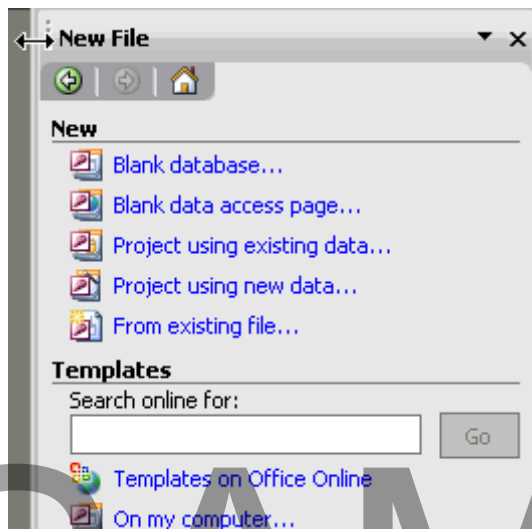 New File
New
Blank database...
Blank data access page...
Project using existing data...
Project using new data...
From existing file...
Templates
Search online for:
Go
Templates on Office Online
On my computer...